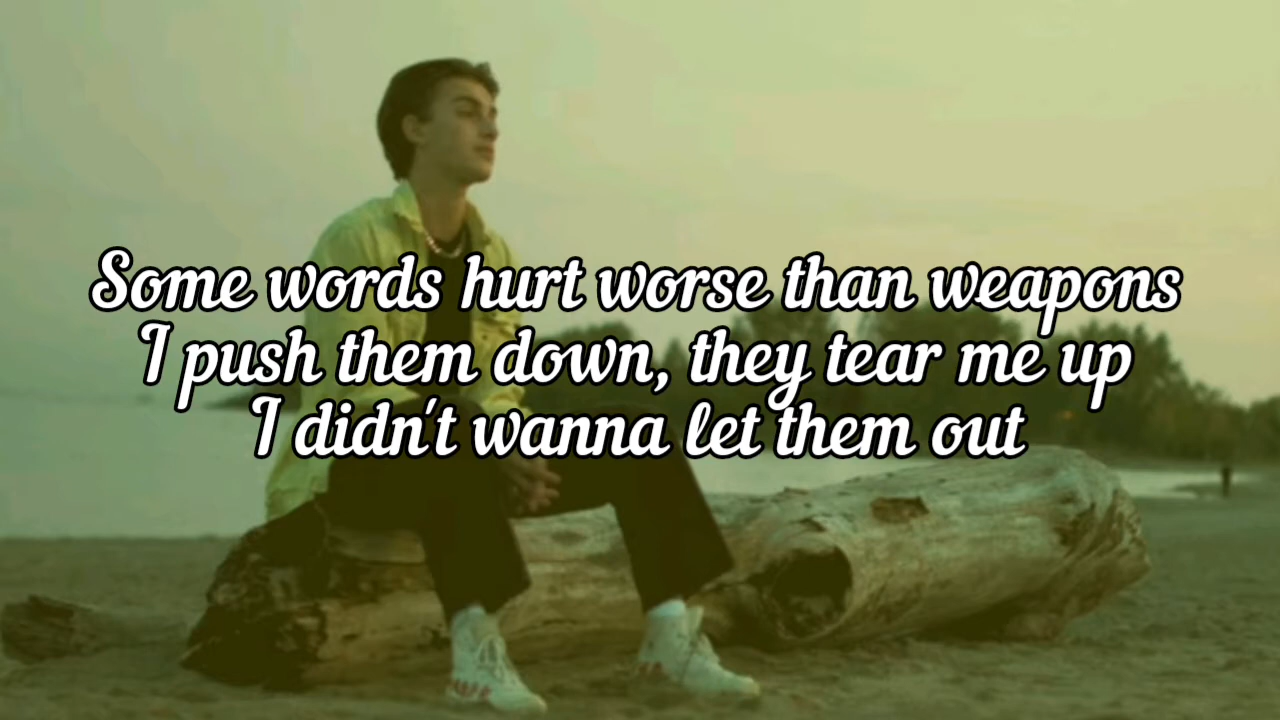 Some words hurt worse than weapons
I push them down, they tear me up
I didn't wanna let them out